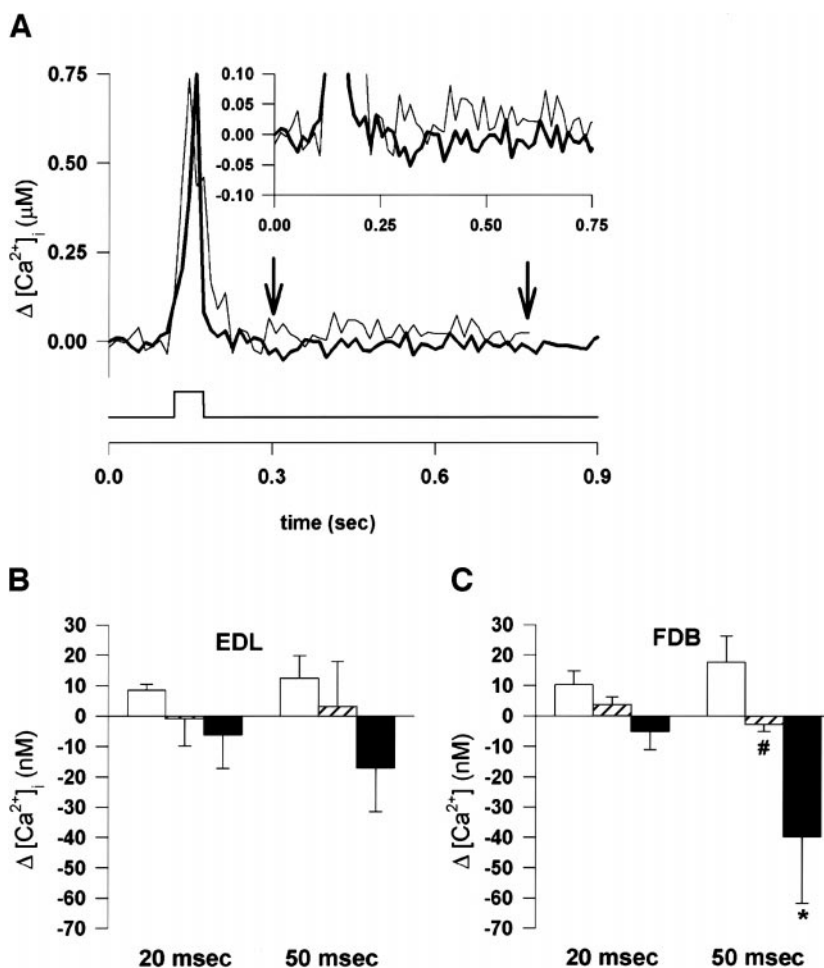 A
Δ [Ca²⁺]ᵢ (μM)
0.75
0.50
0.25
0.00
0.10
0.05
0.00
-0.05
-0.10
0.00 0.25 0.50 0.75
0.0 0.3 0.6 0.9
time (sec)
B
Δ [Ca²⁺]ᵢ (nM)
30
20
10
0
-10
-20
-30
-40
-50
-60
-70
EDL
20 msec 50 msec
C
Δ [Ca²⁺] (nM)
30
20
10
0
-10
-20
-30
-40
-50
-60
-70
FDB
#
*
20 msec 50 msec